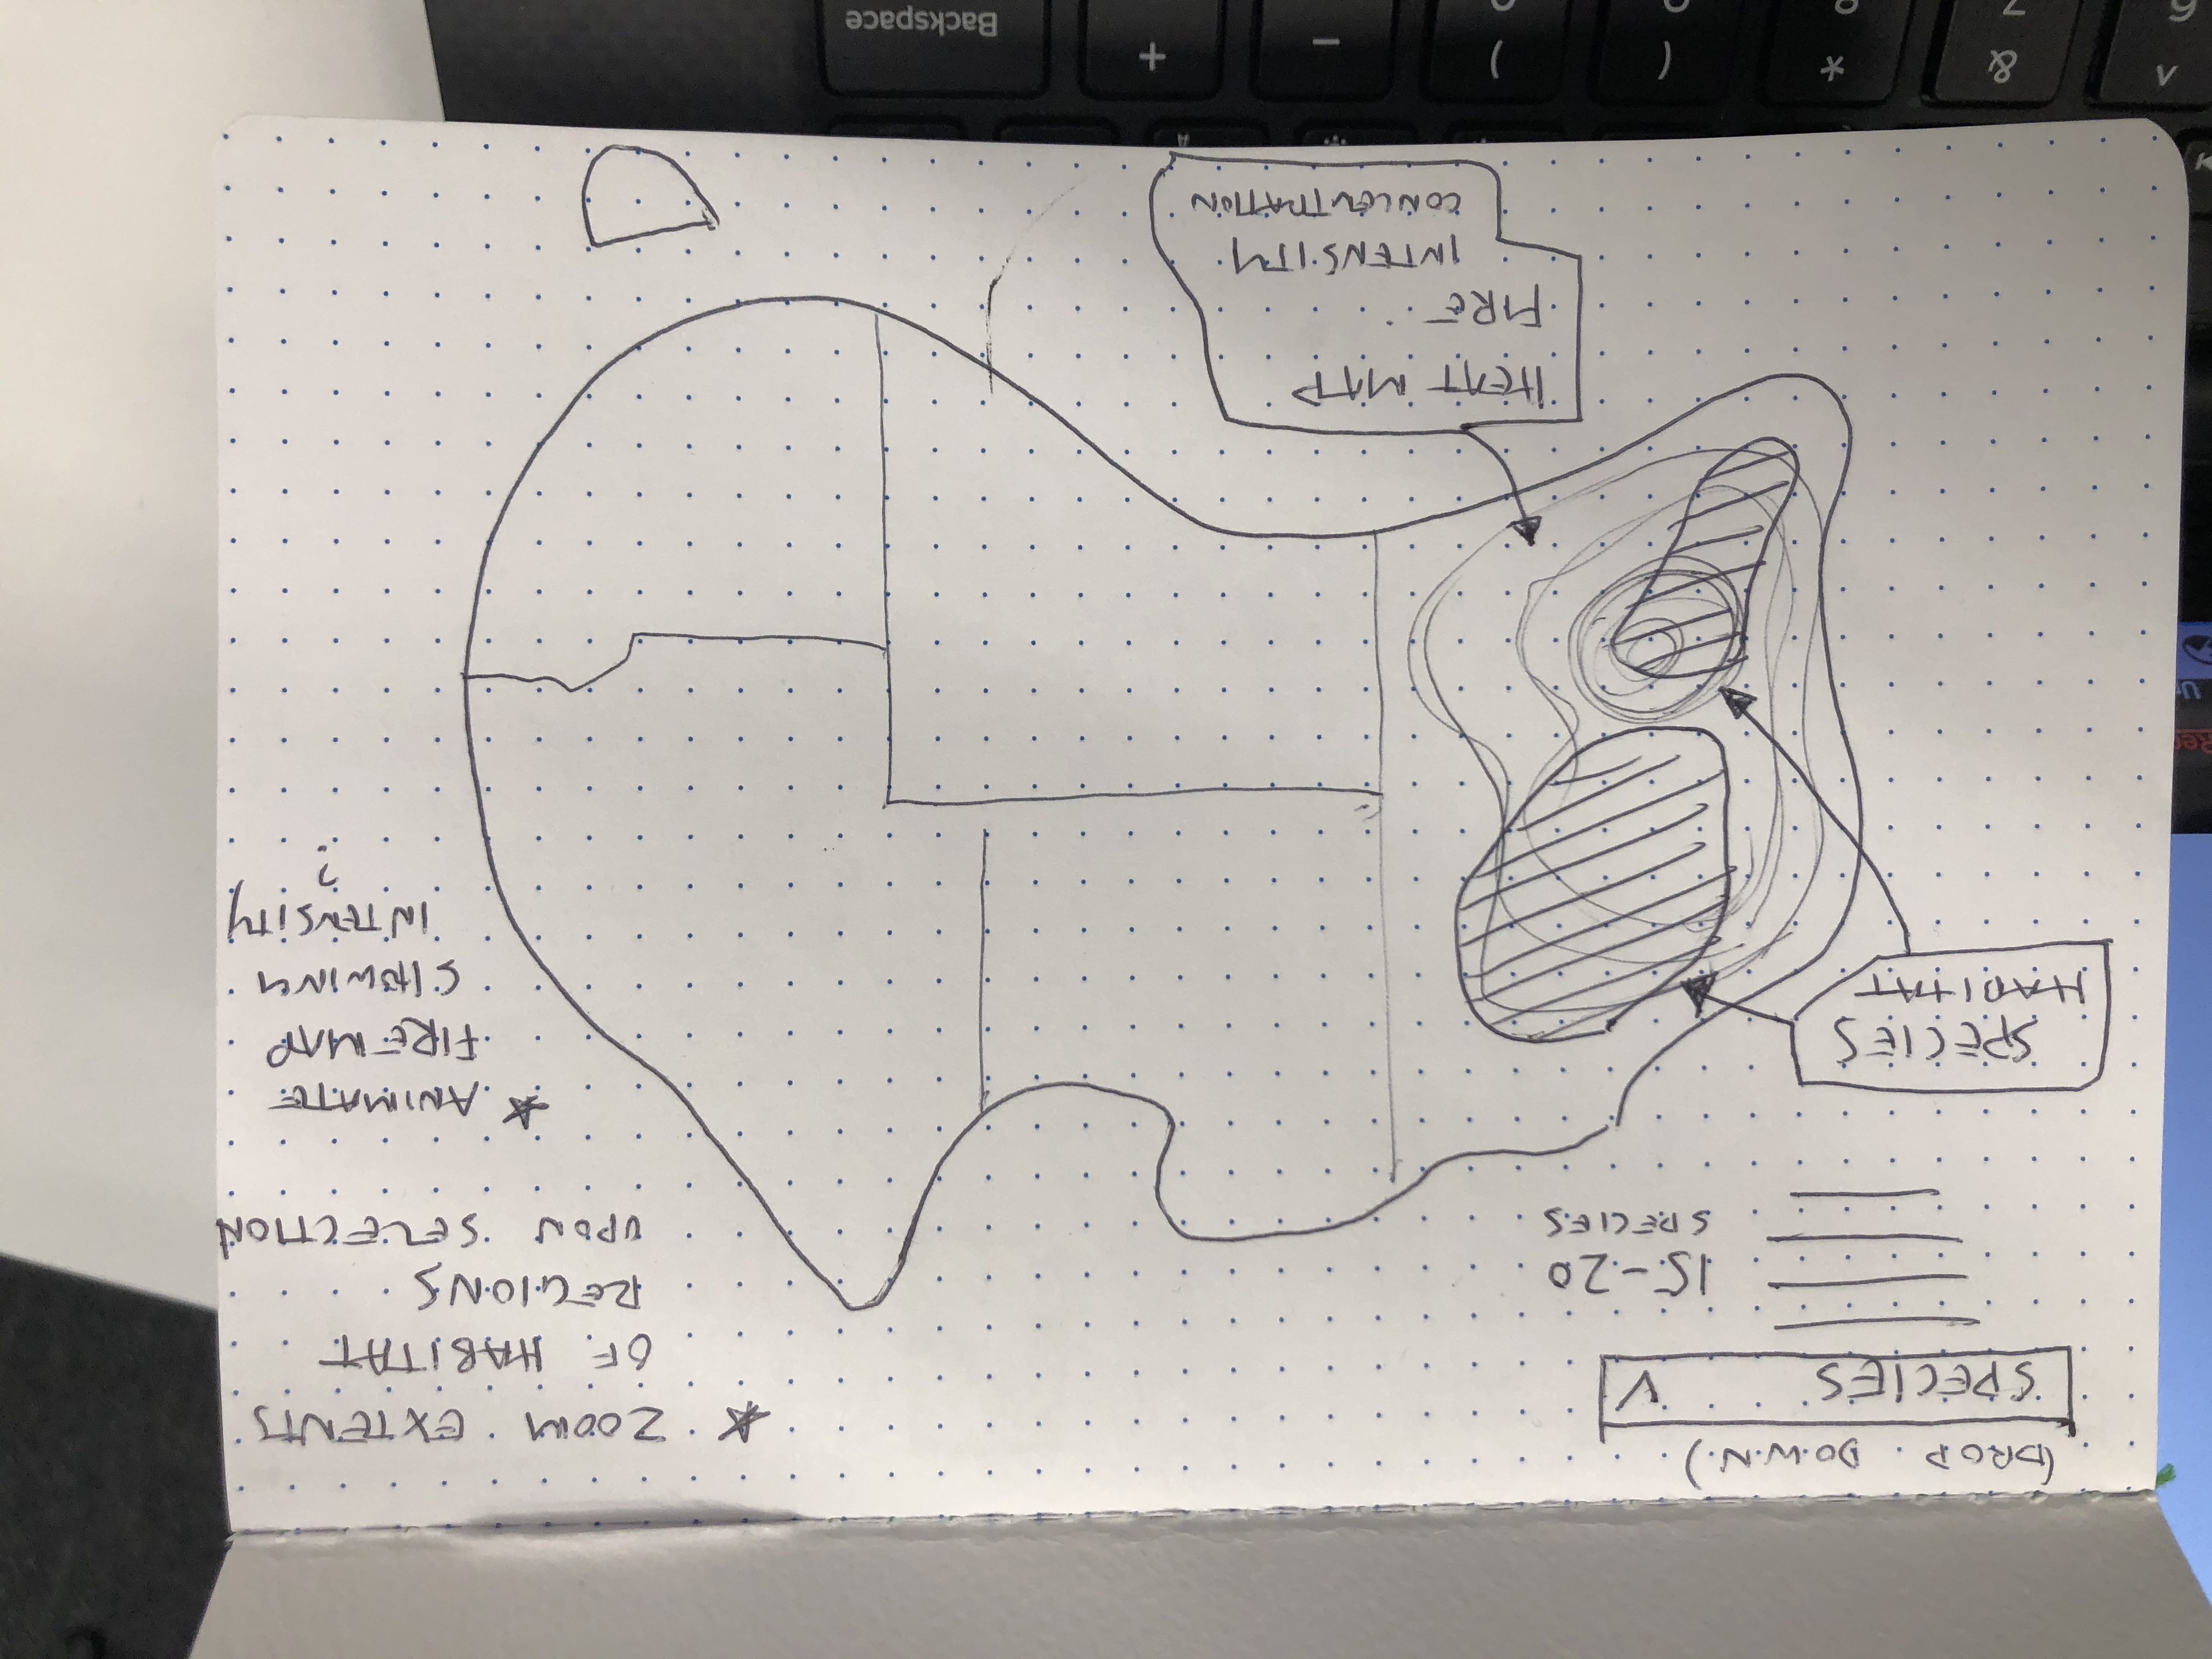 (DROP DOWN)
SPECIES
15-20
SPECIES
★ ZOOM EXTENTS
OF HABITAT
REGIONS
UPON SELECTION
★ ANIMATE
FIRE MAP
SHOWING
INTENSITY
?
SPECIES
HABITAT
HEAT MAP
FIRE
INTENSITY
CONCENTRATION
^ & * ( ) _ +
6 7 8 9 0
Backspace